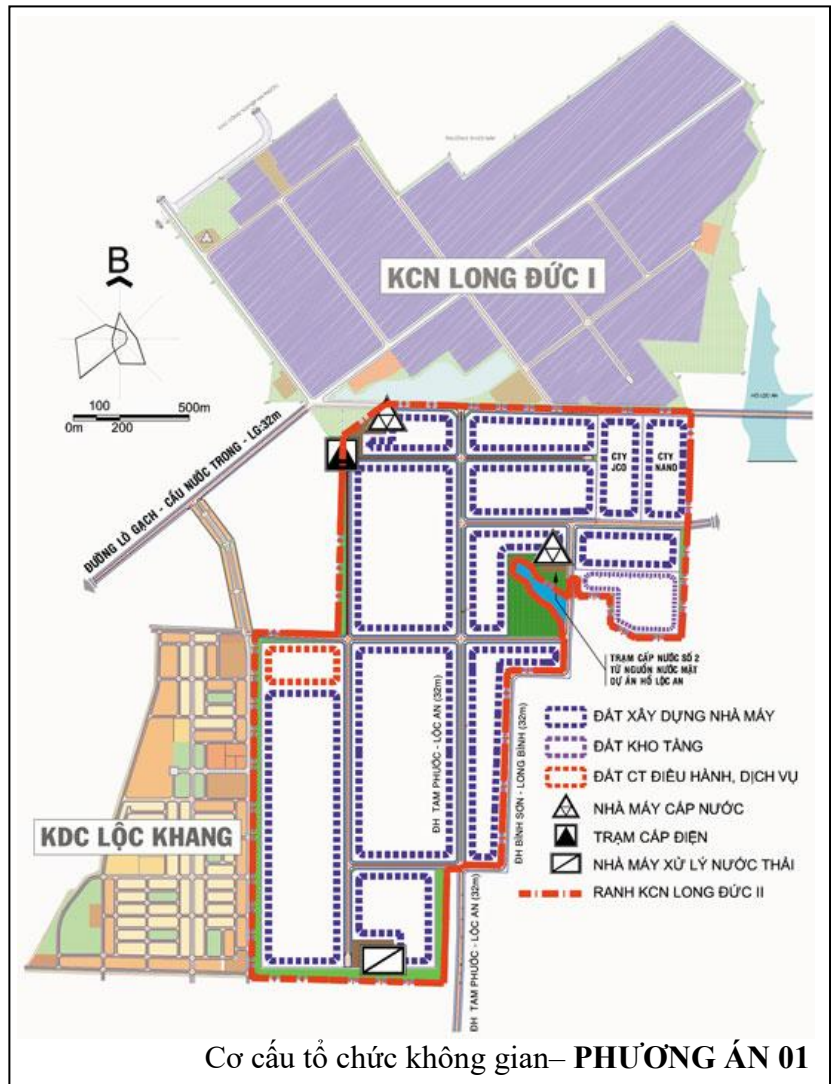 B
KCN LONG ĐỨC I
100
500m
0m
200
ĐƯỜNG LÒ GẠCH - CẦU NƯỚC TRONG - LG:32m
CTY
JCO
CTY
NAND
TRẠM CẤP NƯỚC SỐ 2
TỪ NGUỒN NƯỚC MẶT
DỰ ÁN HỒ LỘC AN
KDC LỘC KHANG
ĐH TAM PHƯỚC - LỘC AN (32m)
ĐH BÌNH SƠN - LONG BÌNH (32m)
ĐH TAM PHƯỚC - LỘC AN (32m)
ĐẤT XÂY DỰNG NHÀ MÁY
ĐẤT KHO TÀNG
ĐẤT CT ĐIỀU HÀNH, DỊCH VỤ
NHÀ MÁY CẤP NƯỚC
TRẠM CẤP ĐIỆN
NHÀ MÁY XỬ LÝ NƯỚC THẢI
RANH KCN LONG ĐỨC II
Cơ cấu tổ chức không gian– PHƯƠNG ÁN 01